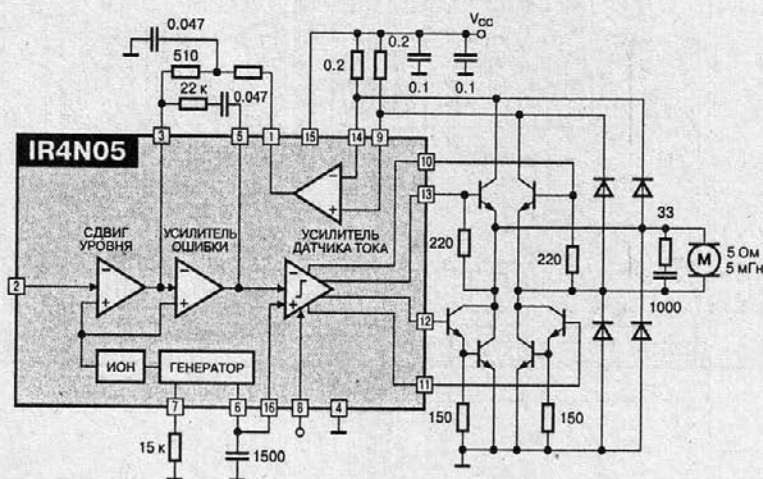 0.047
510
22 к
0.047
0.2
0.2
VCC
0.1
0.1
3
5
1
15
14
9
IR4N05
10
13
СДВИГ
УРОВНЯ
УСИЛИТЕЛЬ
ОШИБКИ
УСИЛИТЕЛЬ
ДАТЧИКА ТОКА
220
220
33
M
5 Ом
5 мГн
1000
2
12
ИОН
ГЕНЕРАТОР
11
7
6
16
8
4
15 к
1500
150
150